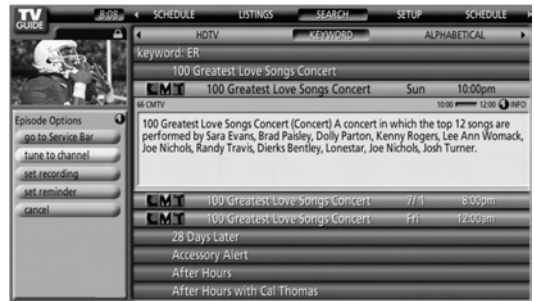 TV GUIDE
8:08
SCHEDULE LISTINGS SEARCH SETUP SCHEDULE
HDTV KEYWORD ALPHABETICAL
keyword: ER
100 Greatest Love Songs Concert
CMT 100 Greatest Love Songs Concert Sun 10:00pm
66 CMTV 10:00 12:00 INFO
100 Greatest Love Songs Concert (Concert) A concert in which the top 12 songs are
performed by Sara Evans, Brad Paisley, Dolly Parton, Kenny Rogers, Lee Ann Womack,
Joe Nichols, Randy Travis, Dierks Bentley, Lonestar, Joe Nichols, Josh Turner.
Episode Options
go to Service Bar
tune to channel
set recording
set reminder
cancel
CMT 100 Greatest Love Songs Concert 7/1 8:00pm
CMT 100 Greatest Love Songs Concert Fri 12:00am
28 Days Later
Accessory Alert
After Hours
After Hours with Cal Thomas